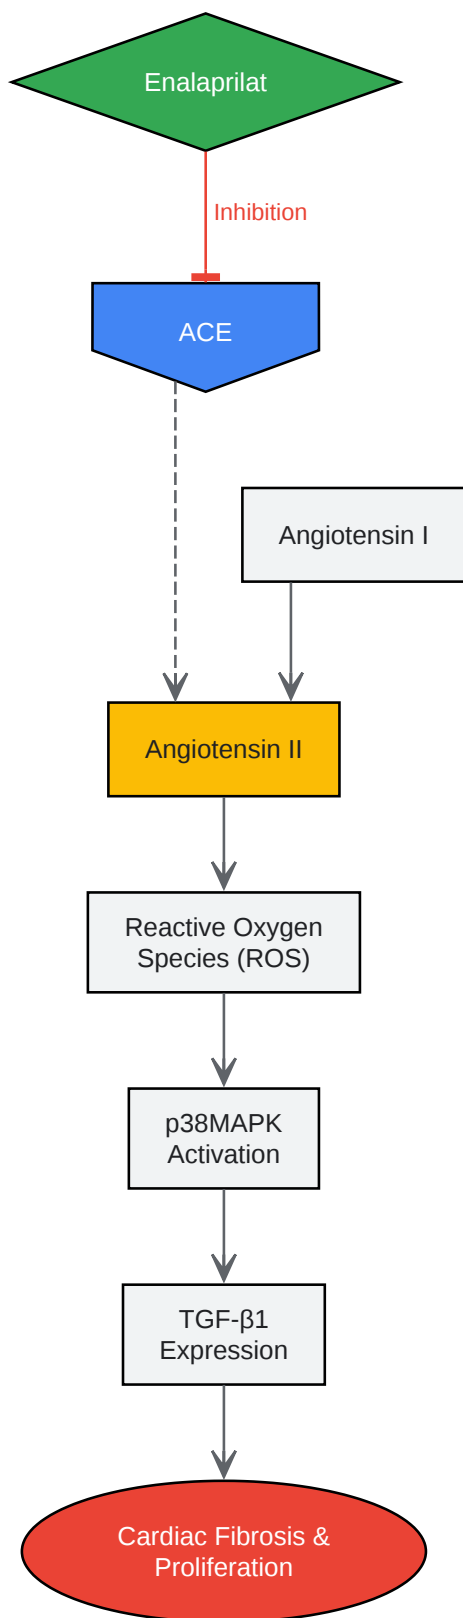 Enalaprilat
Inhibition
ACE
Angiotensin I
Angiotensin II
Reactive Oxygen
Species (ROS)
p38MAPK
Activation
TGF-β1
Expression
Cardiac Fibrosis &
Proliferation